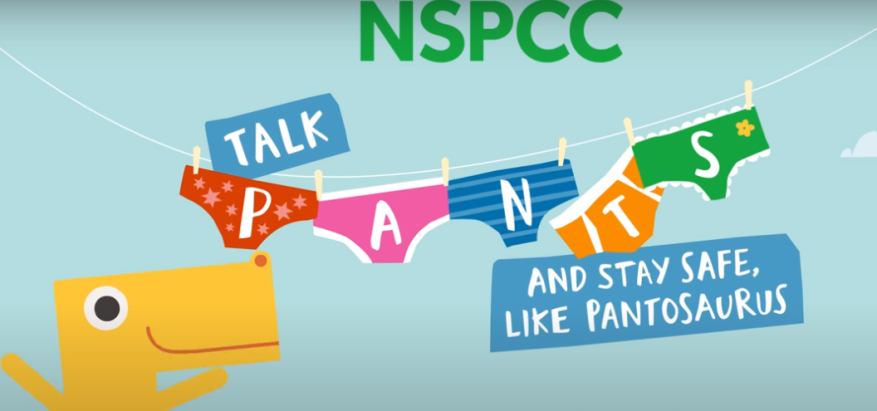 NSPCC
TALK
PANTS
AND STAY SAFE,
LIKE PANTOSAURUS